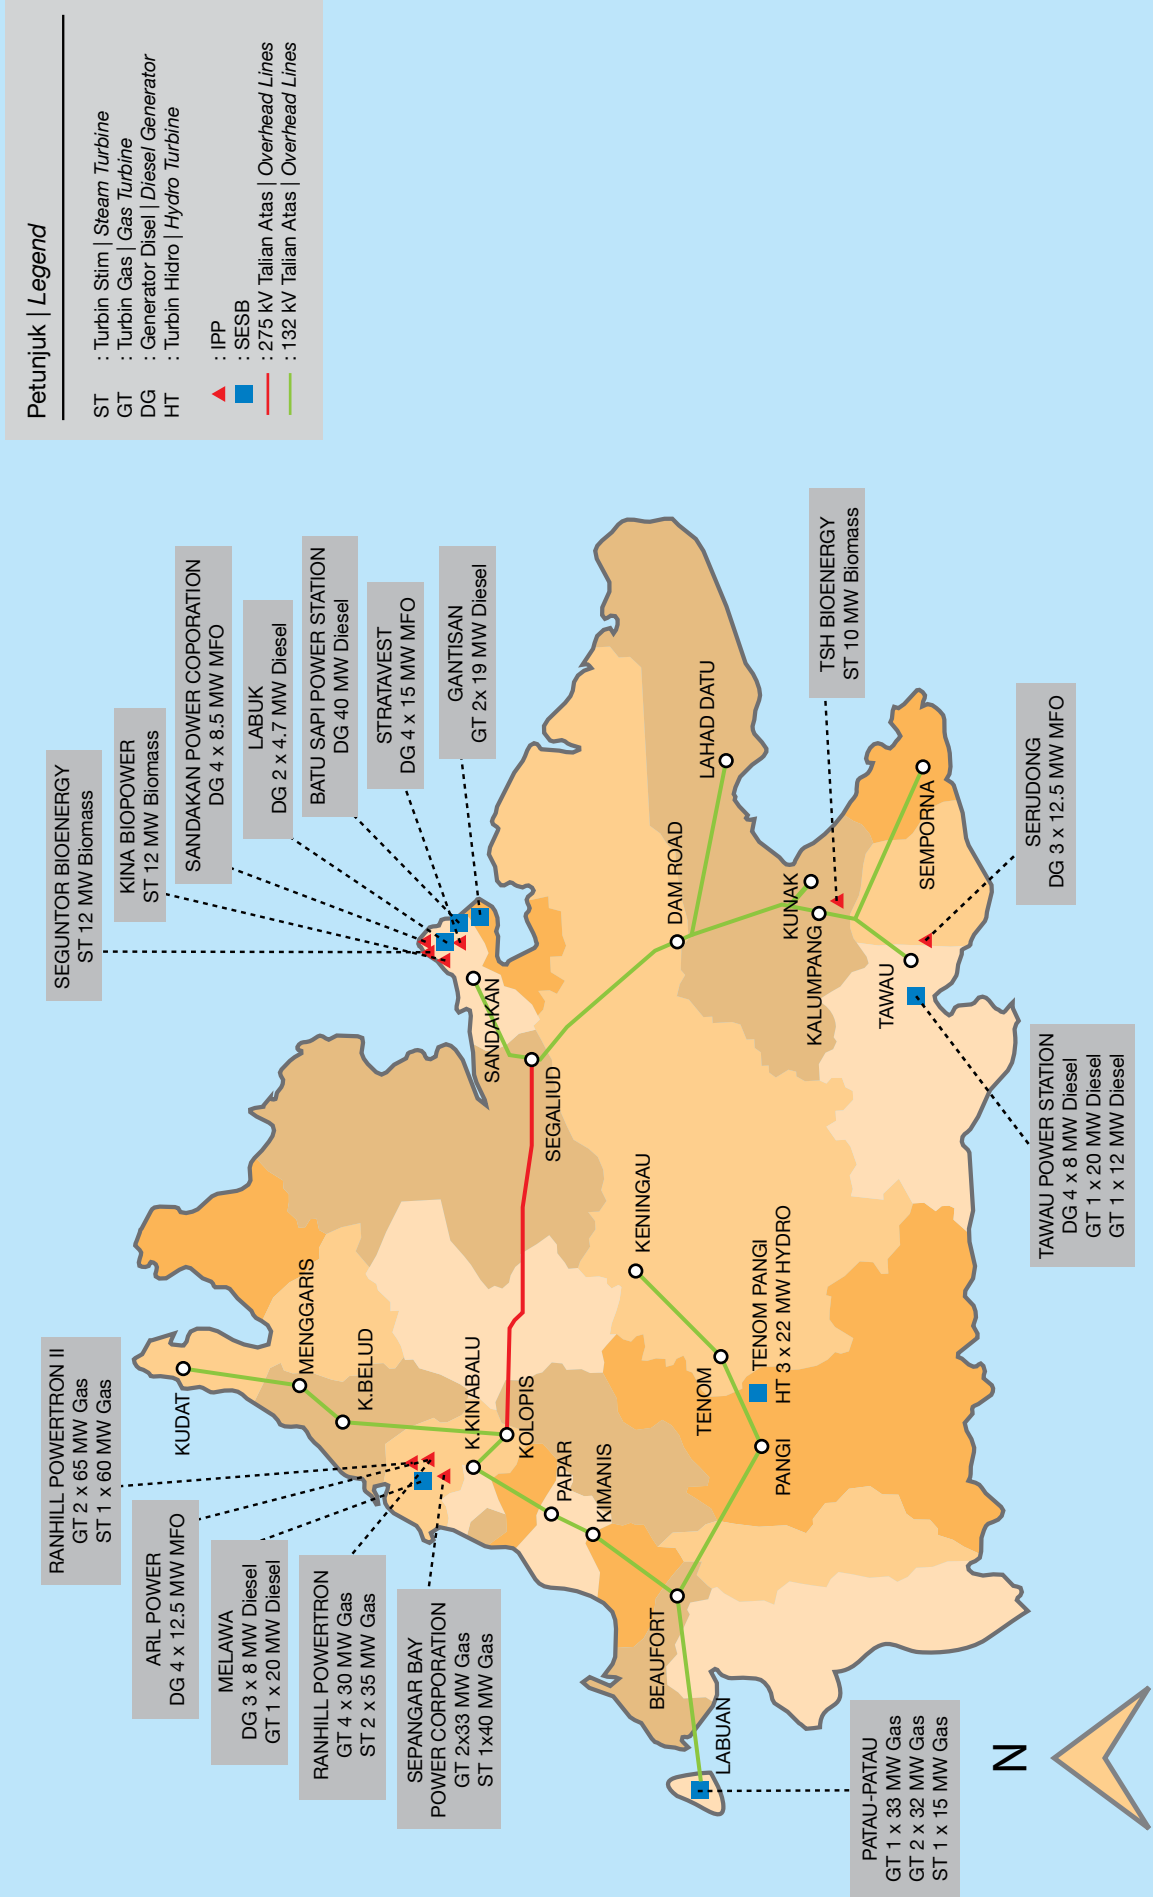 Petunjuk | Legend
ST : Turbin Stim | Steam Turbine
GT : Turbin Gas | Gas Turbine
DG : Generator Disel | Diesel Generator
HT : Turbin Hidro | Hydro Turbine
: IPP
: SESB
: 275 kV Talian Atas | Overhead Lines
: 132 kV Talian Atas | Overhead Lines
RANHILL POWERTRON II
GT 2 x 65 MW Gas
ST 1 x 60 MW Gas
ARL POWER
DG 4 x 12.5 MW MFO
MELAWA
DG 3 x 8 MW Diesel
GT 1 x 20 MW Diesel
RANHILL POWERTRON
GT 4 x 30 MW Gas
ST 2 x 35 MW Gas
SEPANGAR BAY
POWER CORPORATION
GT 2x33 MW Gas
ST 1x40 MW Gas
PATAU-PATAU
GT 1 x 33 MW Gas
GT 2 x 32 MW Gas
ST 1 x 15 MW Gas
SEGUNTOR BIOENERGY
ST 12 MW Biomass
KINA BIOPOWER
ST 12 MW Biomass
SANDAKAN POWER COPORATION
DG 4 x 8.5 MW MFO
LABUK
DG 2 x 4.7 MW Diesel
BATU SAPI POWER STATION
DG 40 MW Diesel
STRATAVEST
DG 4 x 15 MW MFO
GANTISAN
GT 2x 19 MW Diesel
TSH BIOENERGY
ST 10 MW Biomass
SERUDONG
DG 3 x 12.5 MW MFO
TAWAU POWER STATION
DG 4 x 8 MW Diesel
GT 1 x 20 MW Diesel
GT 1 x 12 MW Diesel
KUDAT
MENGGARIS
K.BELUD
K.KINABALU
KOLOPIS
PAPAR
KIMANIS
BEAUFORT
LABUAN
PANGI
TENOM
TENOM PANGI
HT 3 x 22 MW HYDRO
KENINGAU
SANDAKAN
SEGALIUD
DAM ROAD
LAHAD DATU
KUNAK
KALUMPANG
TAWAU
SEMPORNA
N